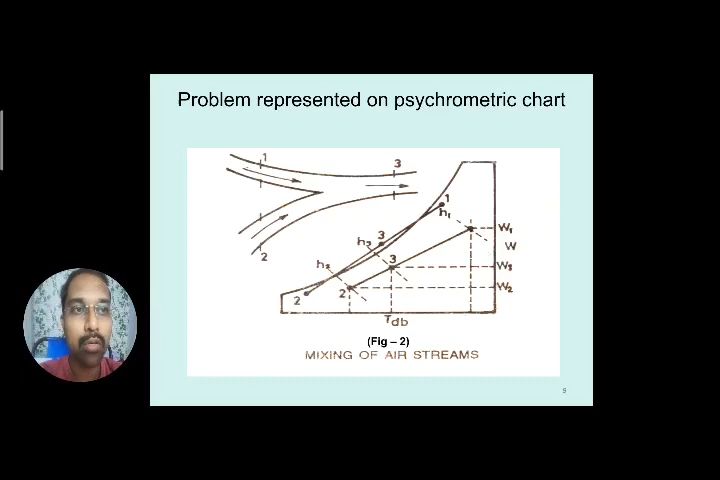 Problem represented on psychrometric chart
1
3
2
1
h₁
3
h₃
3
h₂
2
2
W₁
W
W₃
W₂
Tdb
(Fig – 2)
MIXING OF AIR STREAMS
9